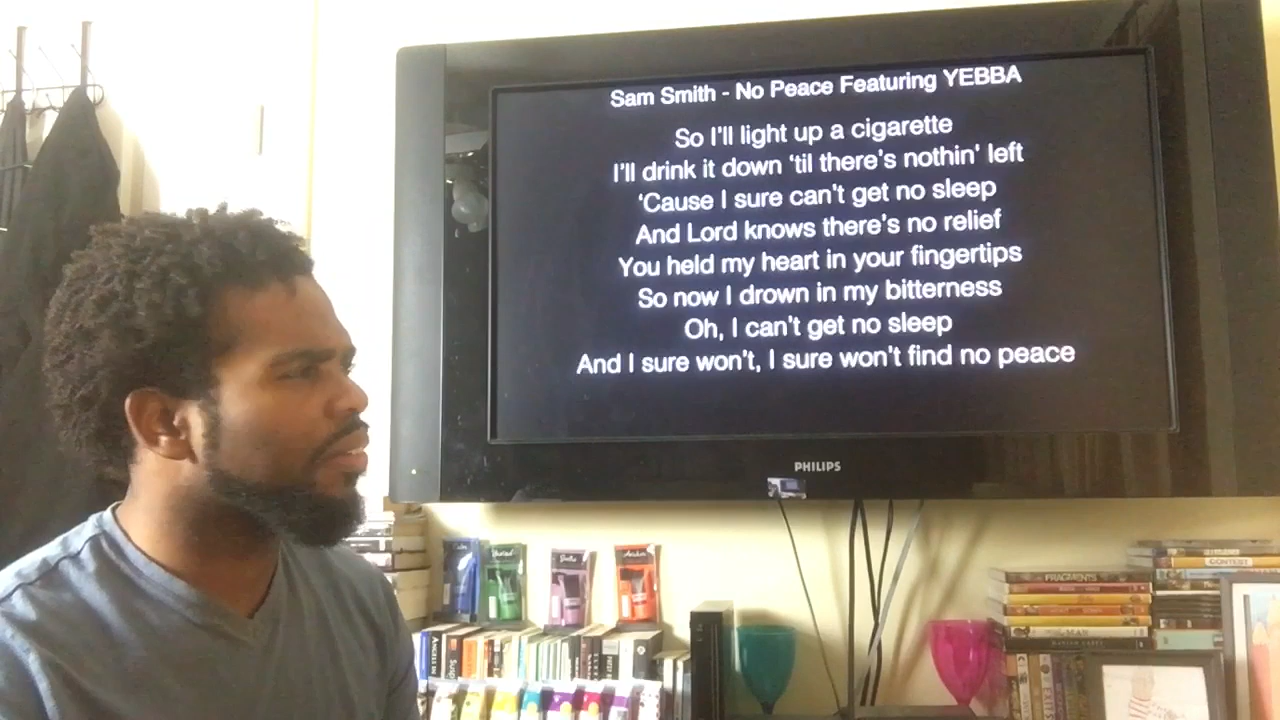 Sam Smith - No Peace Featuring YEBBA
So I'll light up a cigarette
I'll drink it down ‘til there's nothin' left
‘Cause I sure can't get no sleep
And Lord knows there's no relief
You held my heart in your fingertips
So now I drown in my bitterness
Oh, I can't get no sleep
And I sure won't, I sure won't find no peace
PHILIPS
FRAGMENTS
CONTEST